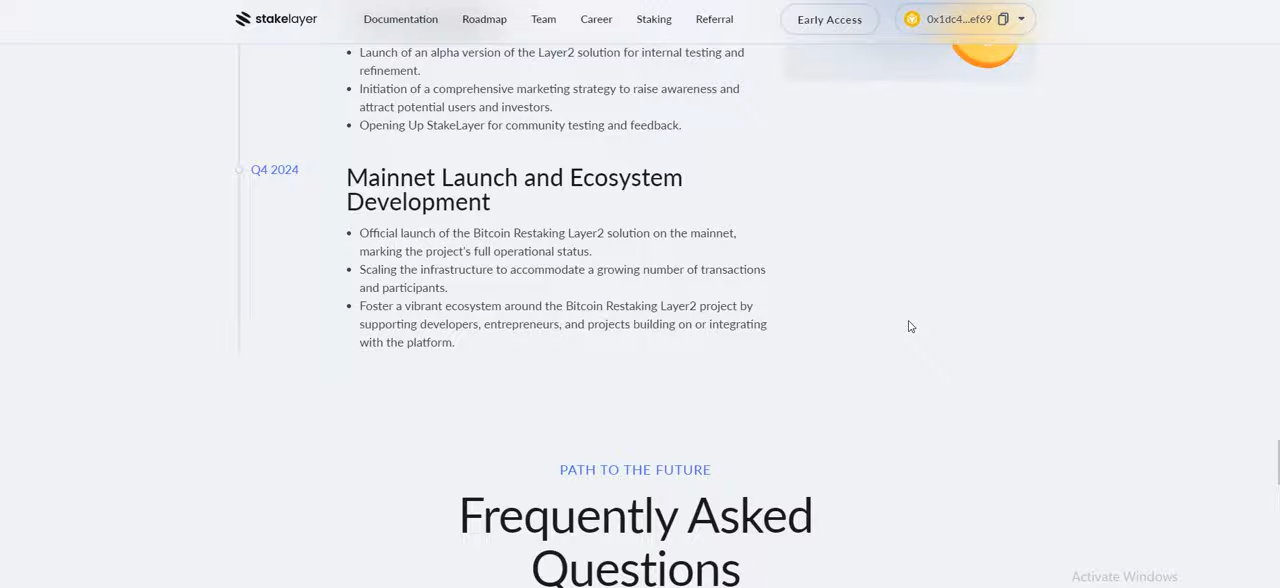 stakelayer Documentation Roadmap Team Career Staking Referral Early Access 0x1dc4...ef69
• Launch of an alpha version of the Layer2 solution for internal testing and
refinement.
• Initiation of a comprehensive marketing strategy to raise awareness and
attract potential users and investors.
• Opening Up StakeLayer for community testing and feedback.
Q4 2024
Mainnet Launch and Ecosystem
Development
• Official launch of the Bitcoin Restaking Layer2 solution on the mainnet,
marking the project's full operational status.
• Scaling the infrastructure to accommodate a growing number of transactions
and participants.
• Foster a vibrant ecosystem around the Bitcoin Restaking Layer2 project by
supporting developers, entrepreneurs, and projects building on or integrating
with the platform.
PATH TO THE FUTURE
Frequently Asked
Questions
Activate Windows